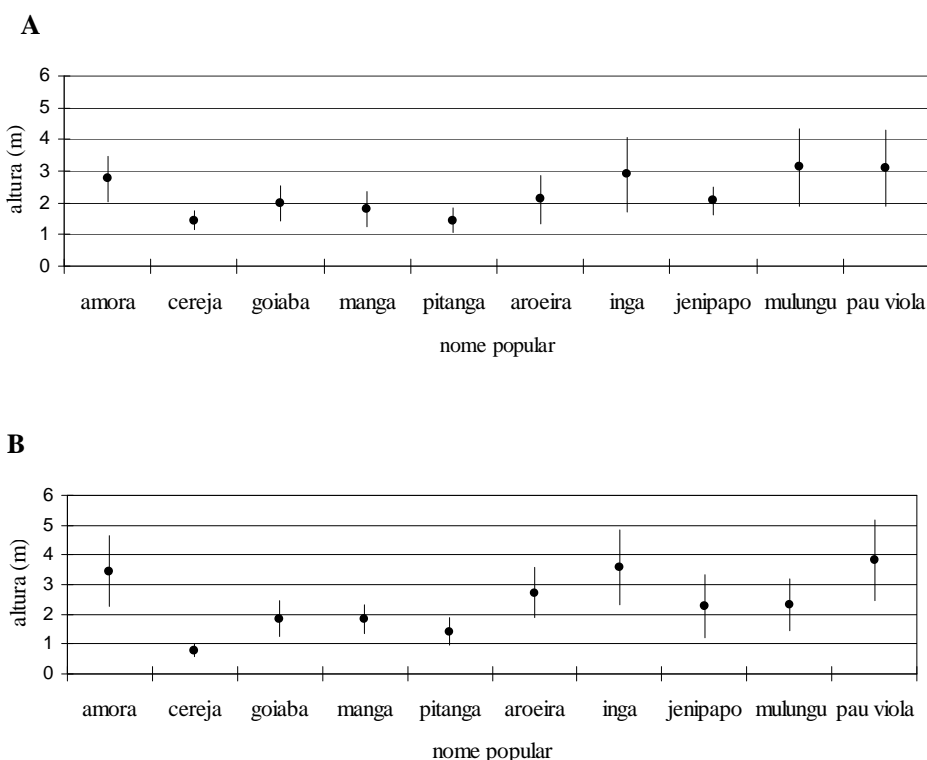 A
6
5
4
3
2
1
0
altura (m)
amora cereja goiaba manga pitanga aroeira inga jenipapo mulungu pau viola
nome popular
B
6
5
4
3
2
1
0
altura (m)
amora cereja goiaba manga pitanga aroeira inga jenipapo mulungu pau viola
nome popular